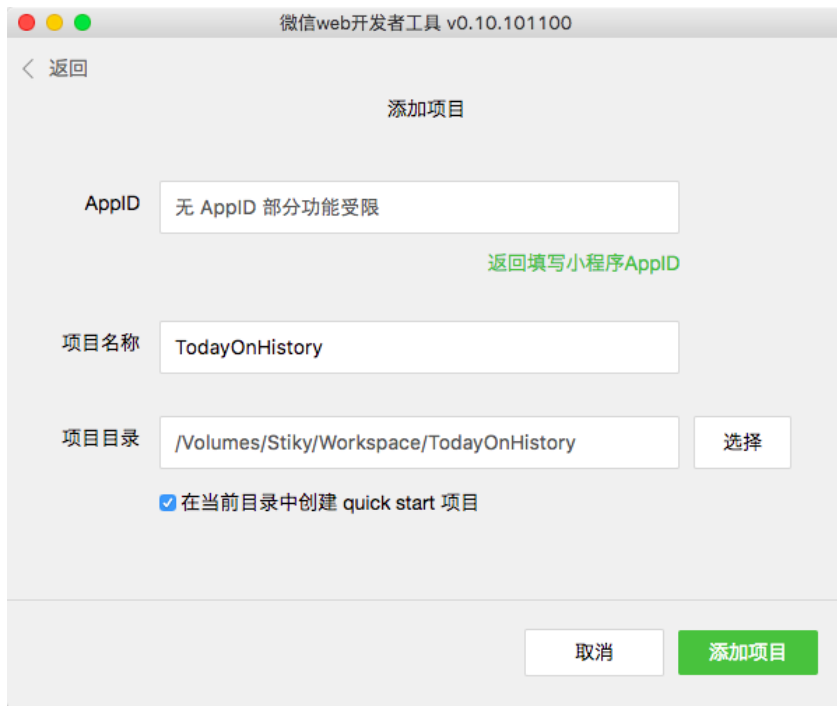 微信web开发者工具 v0.10.101100
返回
添加项目
AppID
无 AppID 部分功能受限
返回填写小程序AppID
项目名称
TodayOnHistory
项目目录
/Volumes/Stiky/Workspace/TodayOnHistory
选择
在当前目录中创建 quick start 项目
取消
添加项目